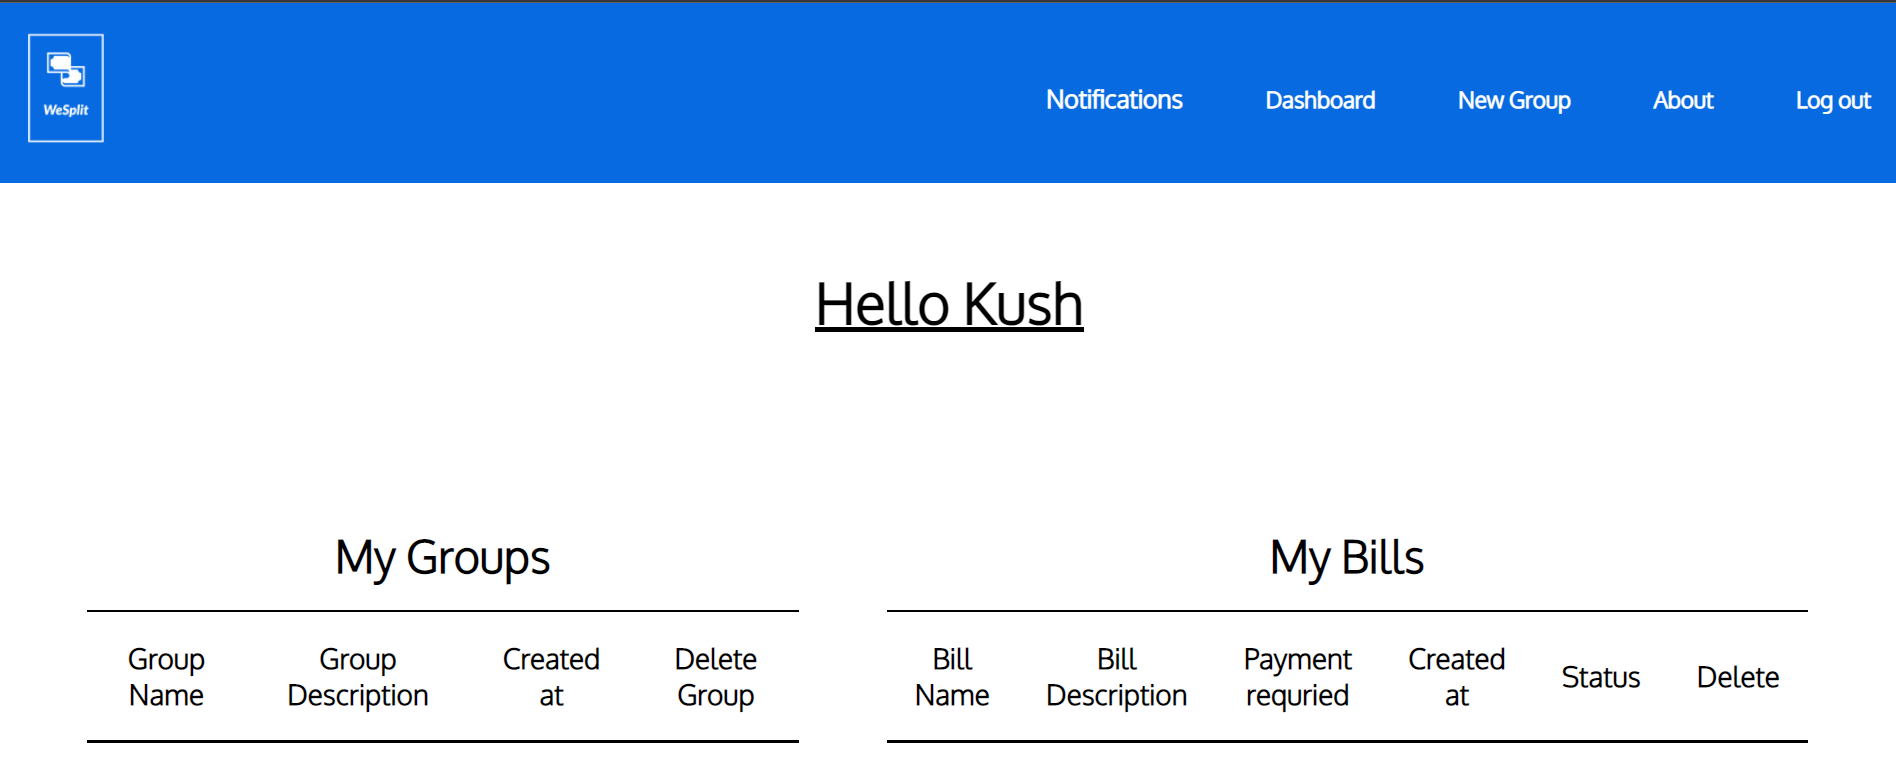 WeSplit
Notifications Dashboard New Group About Log out
Hello Kush
My Groups
Group Name Group Description Created at Delete Group
My Bills
Bill Name Bill Description Payment requried Created at Status Delete